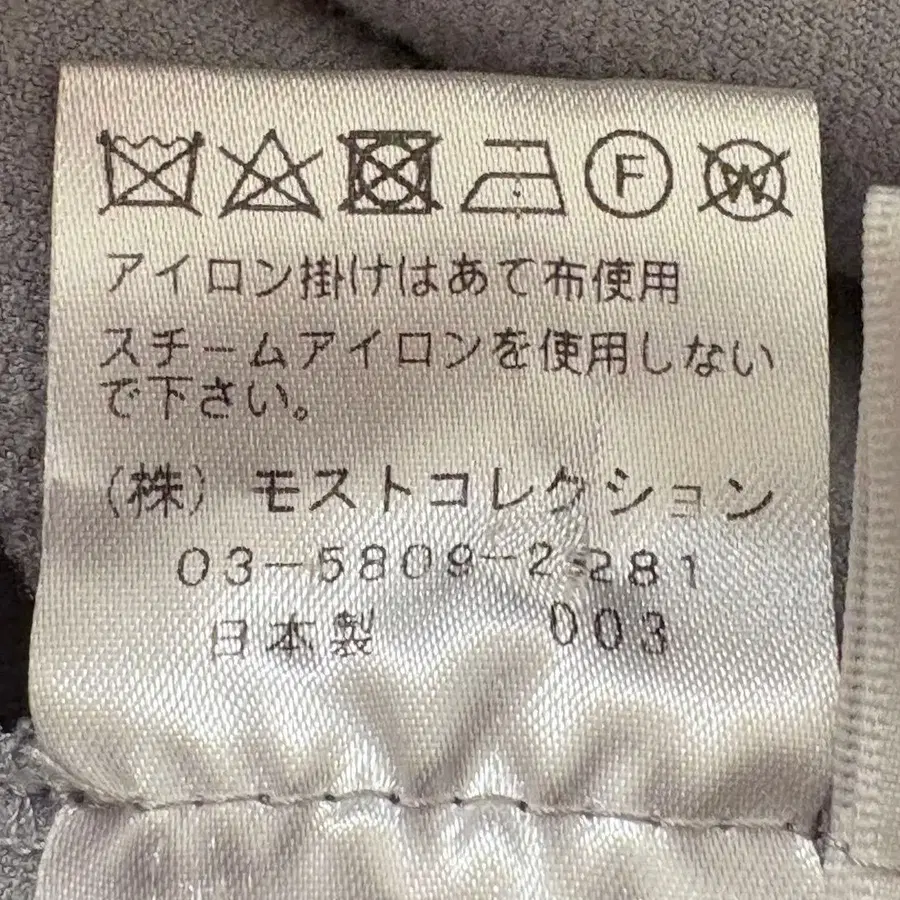 F W
アイロン掛けはあて布使用
スチームアイロンを使用しない
で下さい。
(株) モストコレクション
03-5809-2281
日本製 003